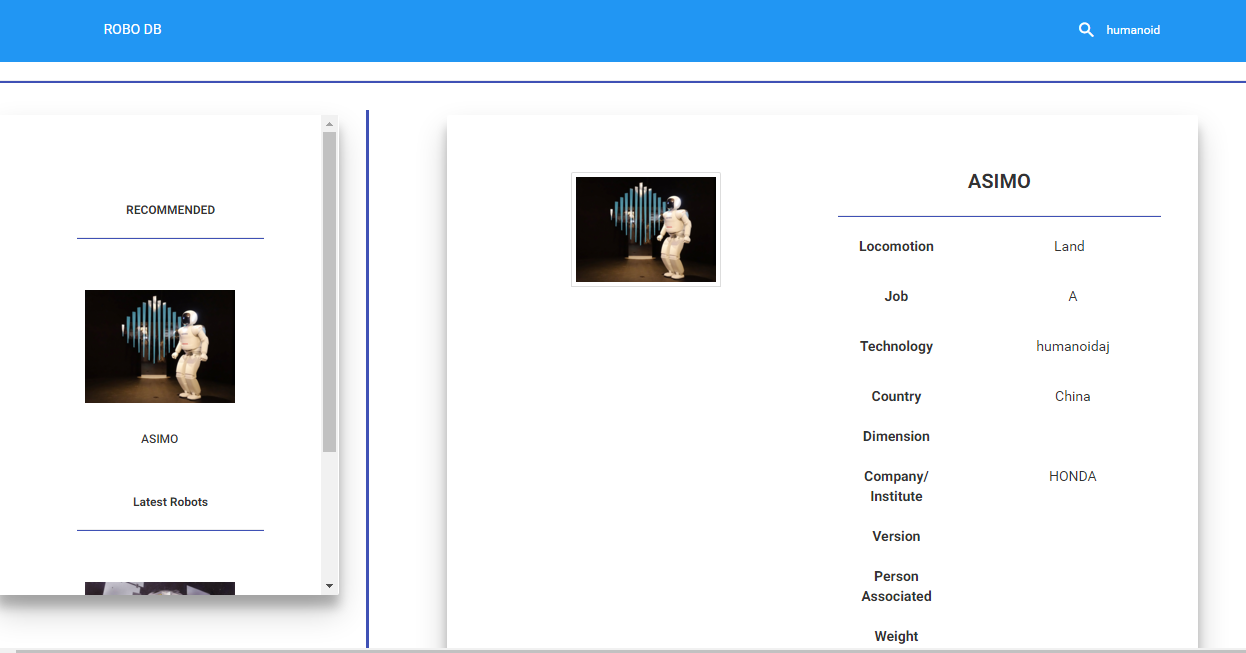 ROBO DB
humanoid
RECOMMENDED
ASIMO
Latest Robots
ASIMO
Locomotion Land
Job A
Technology humanoidaj
Country China
Dimension
Company/ HONDA
Institute
Version
Person
Associated
Weight